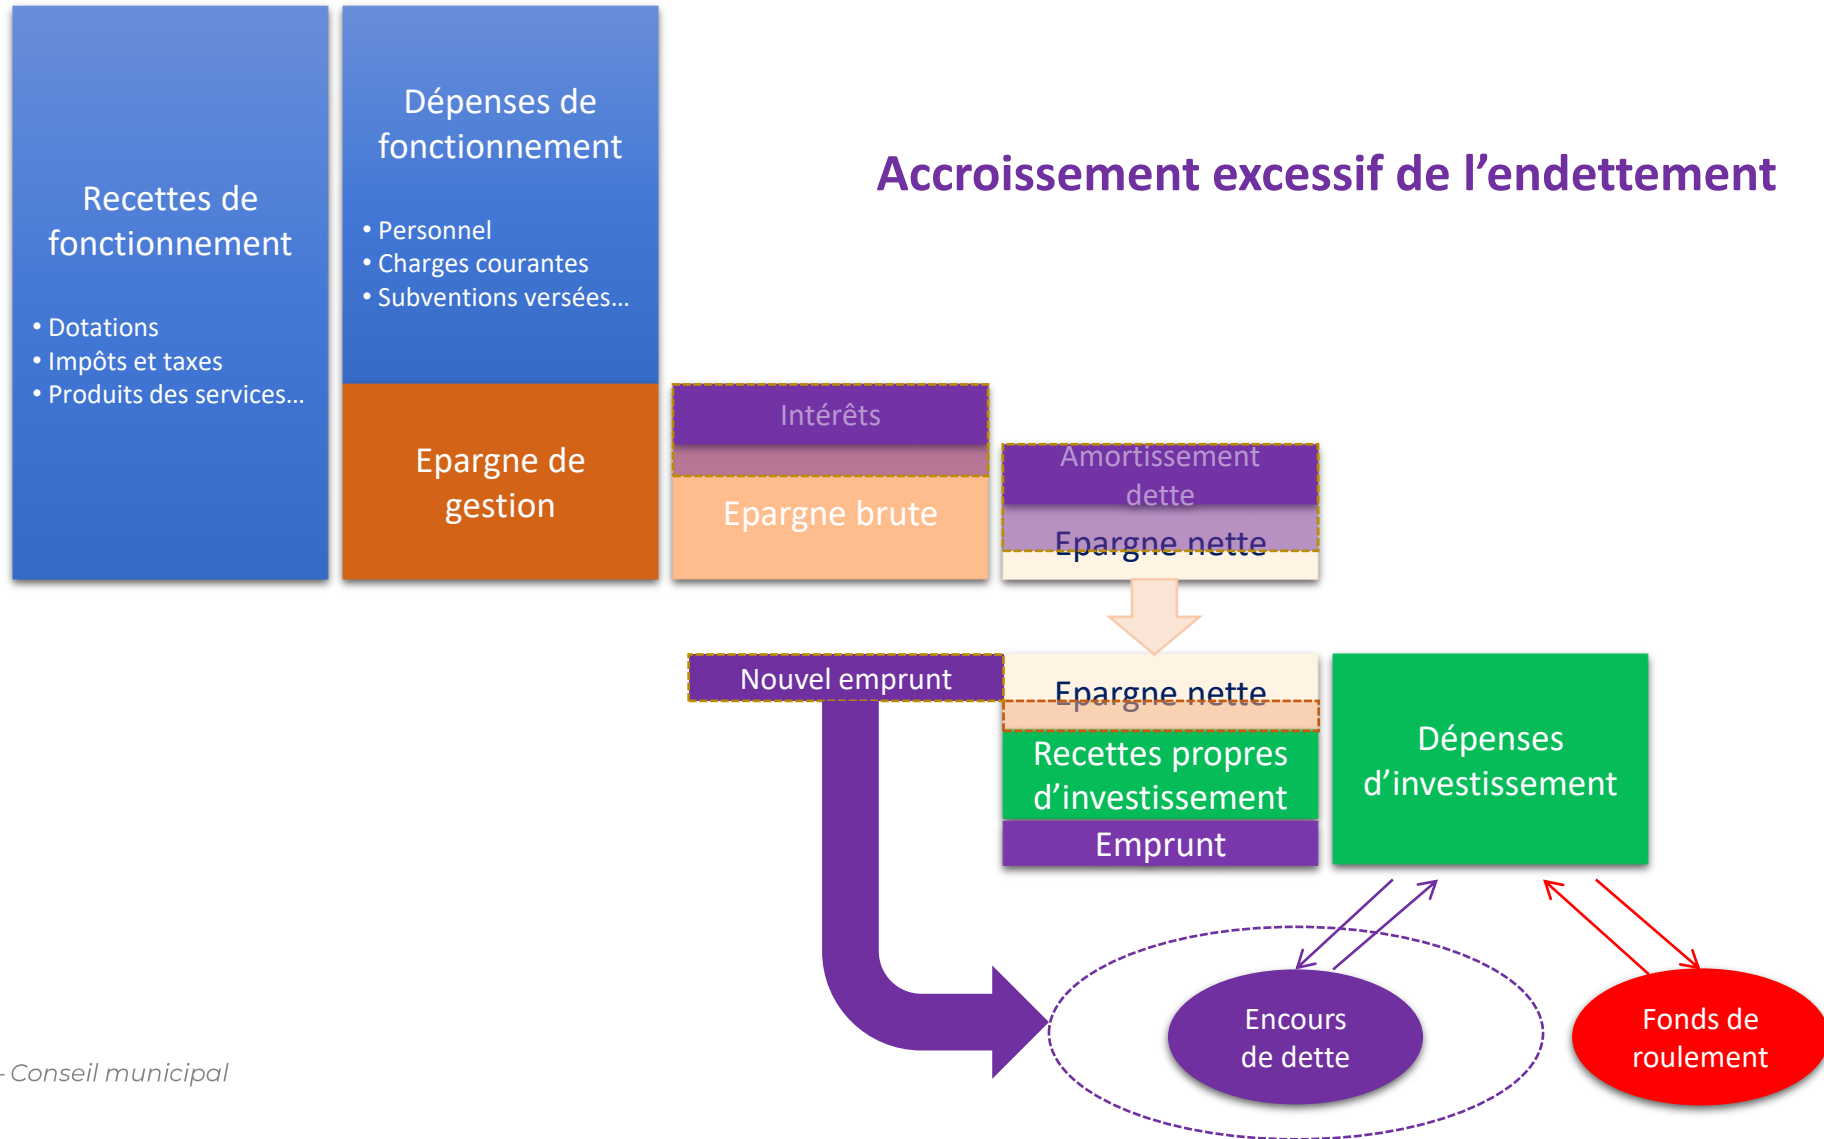 Recettes de
fonctionnement
• Dotations
• Impôts et taxes
• Produits des services...
Dépenses de
fonctionnement
• Personnel
• Charges courantes
• Subventions versées...
Epargne de
gestion
Accroissement excessif de l’endettement
Intérêts
Epargne brute
Amortissement
dette
Epargne nette
Nouvel emprunt
Epargne nette
Recettes propres
d’investissement
Emprunt
Dépenses
d’investissement
Encours
de dette
Fonds de
roulement
- Conseil municipal